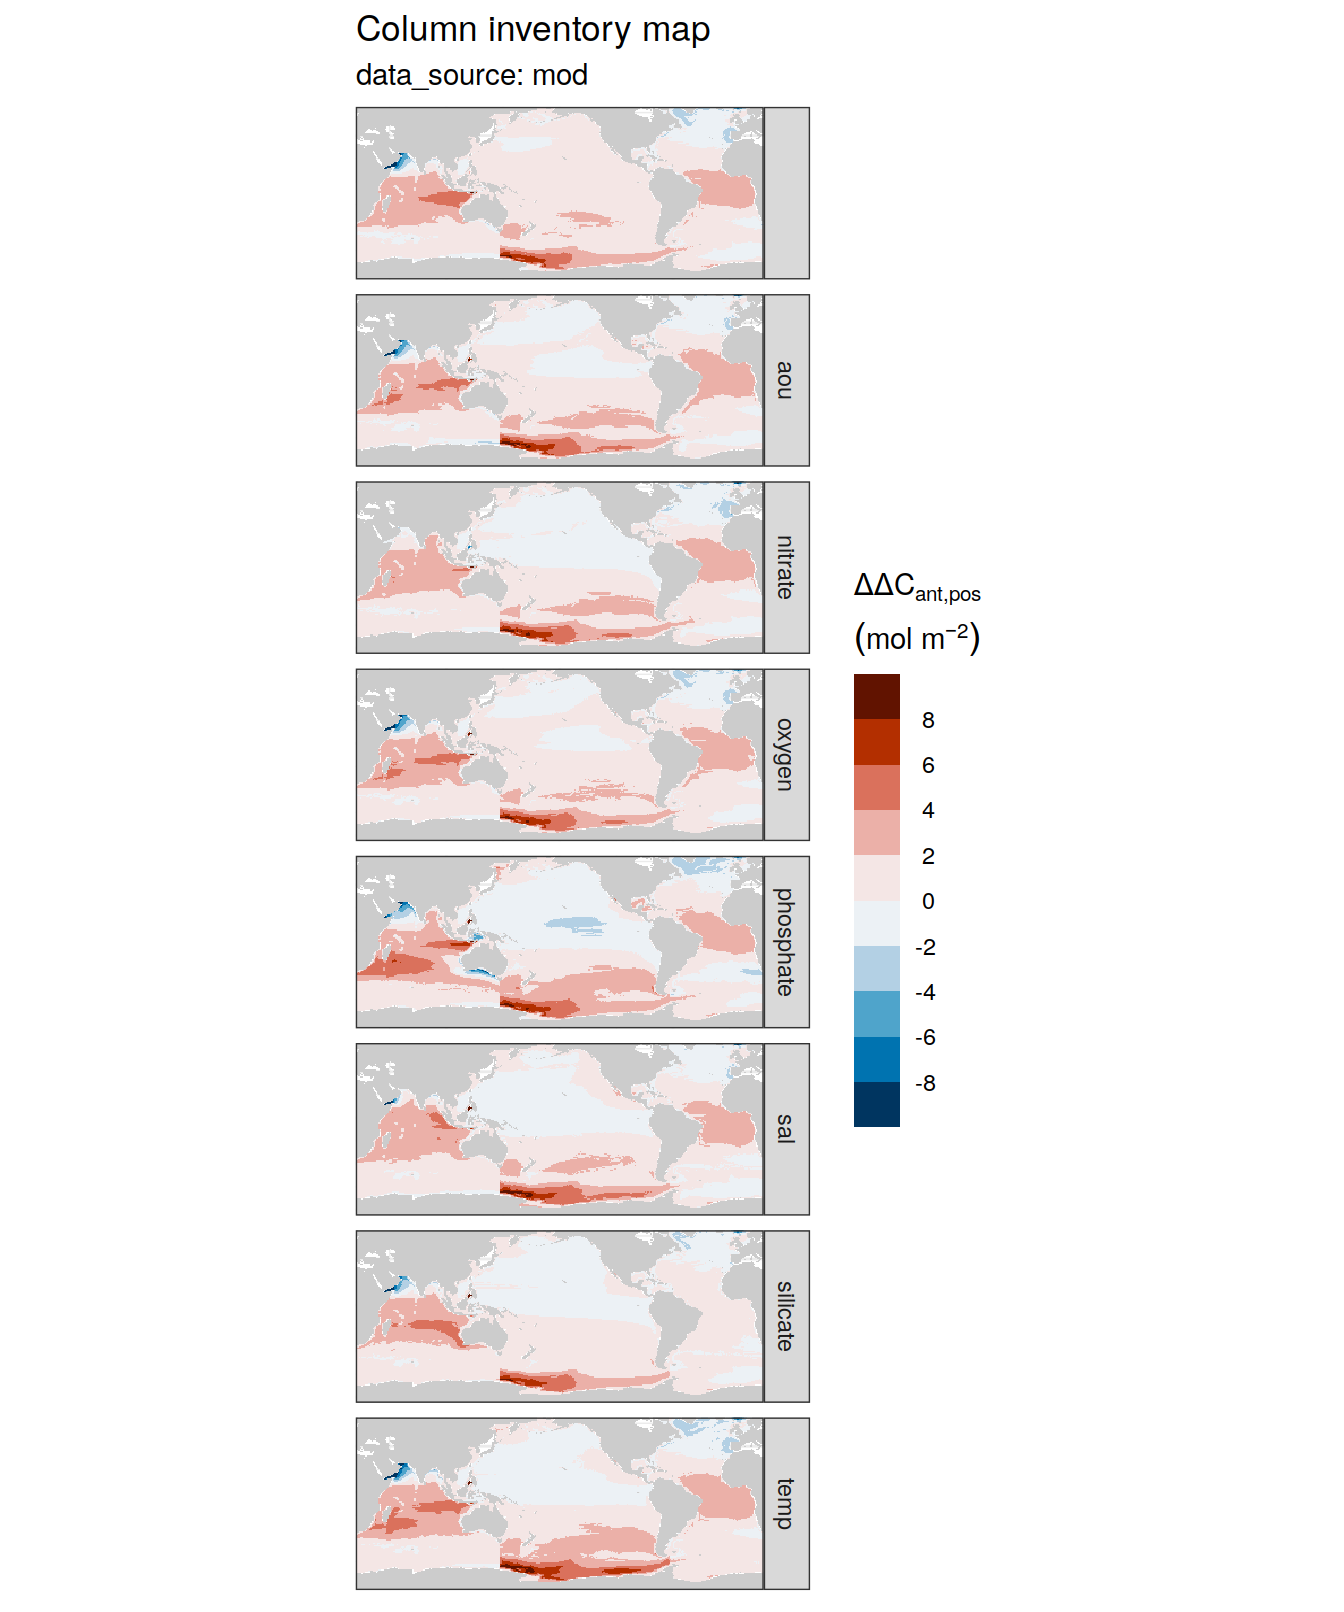 Column inventory map
data_source: mod
aou
nitrate
oxygen
phosphate
sal
sillicate
temp
ΔΔCant,pos
(mol m−2)
8
6
4
2
0
-2
-4
-6
-8